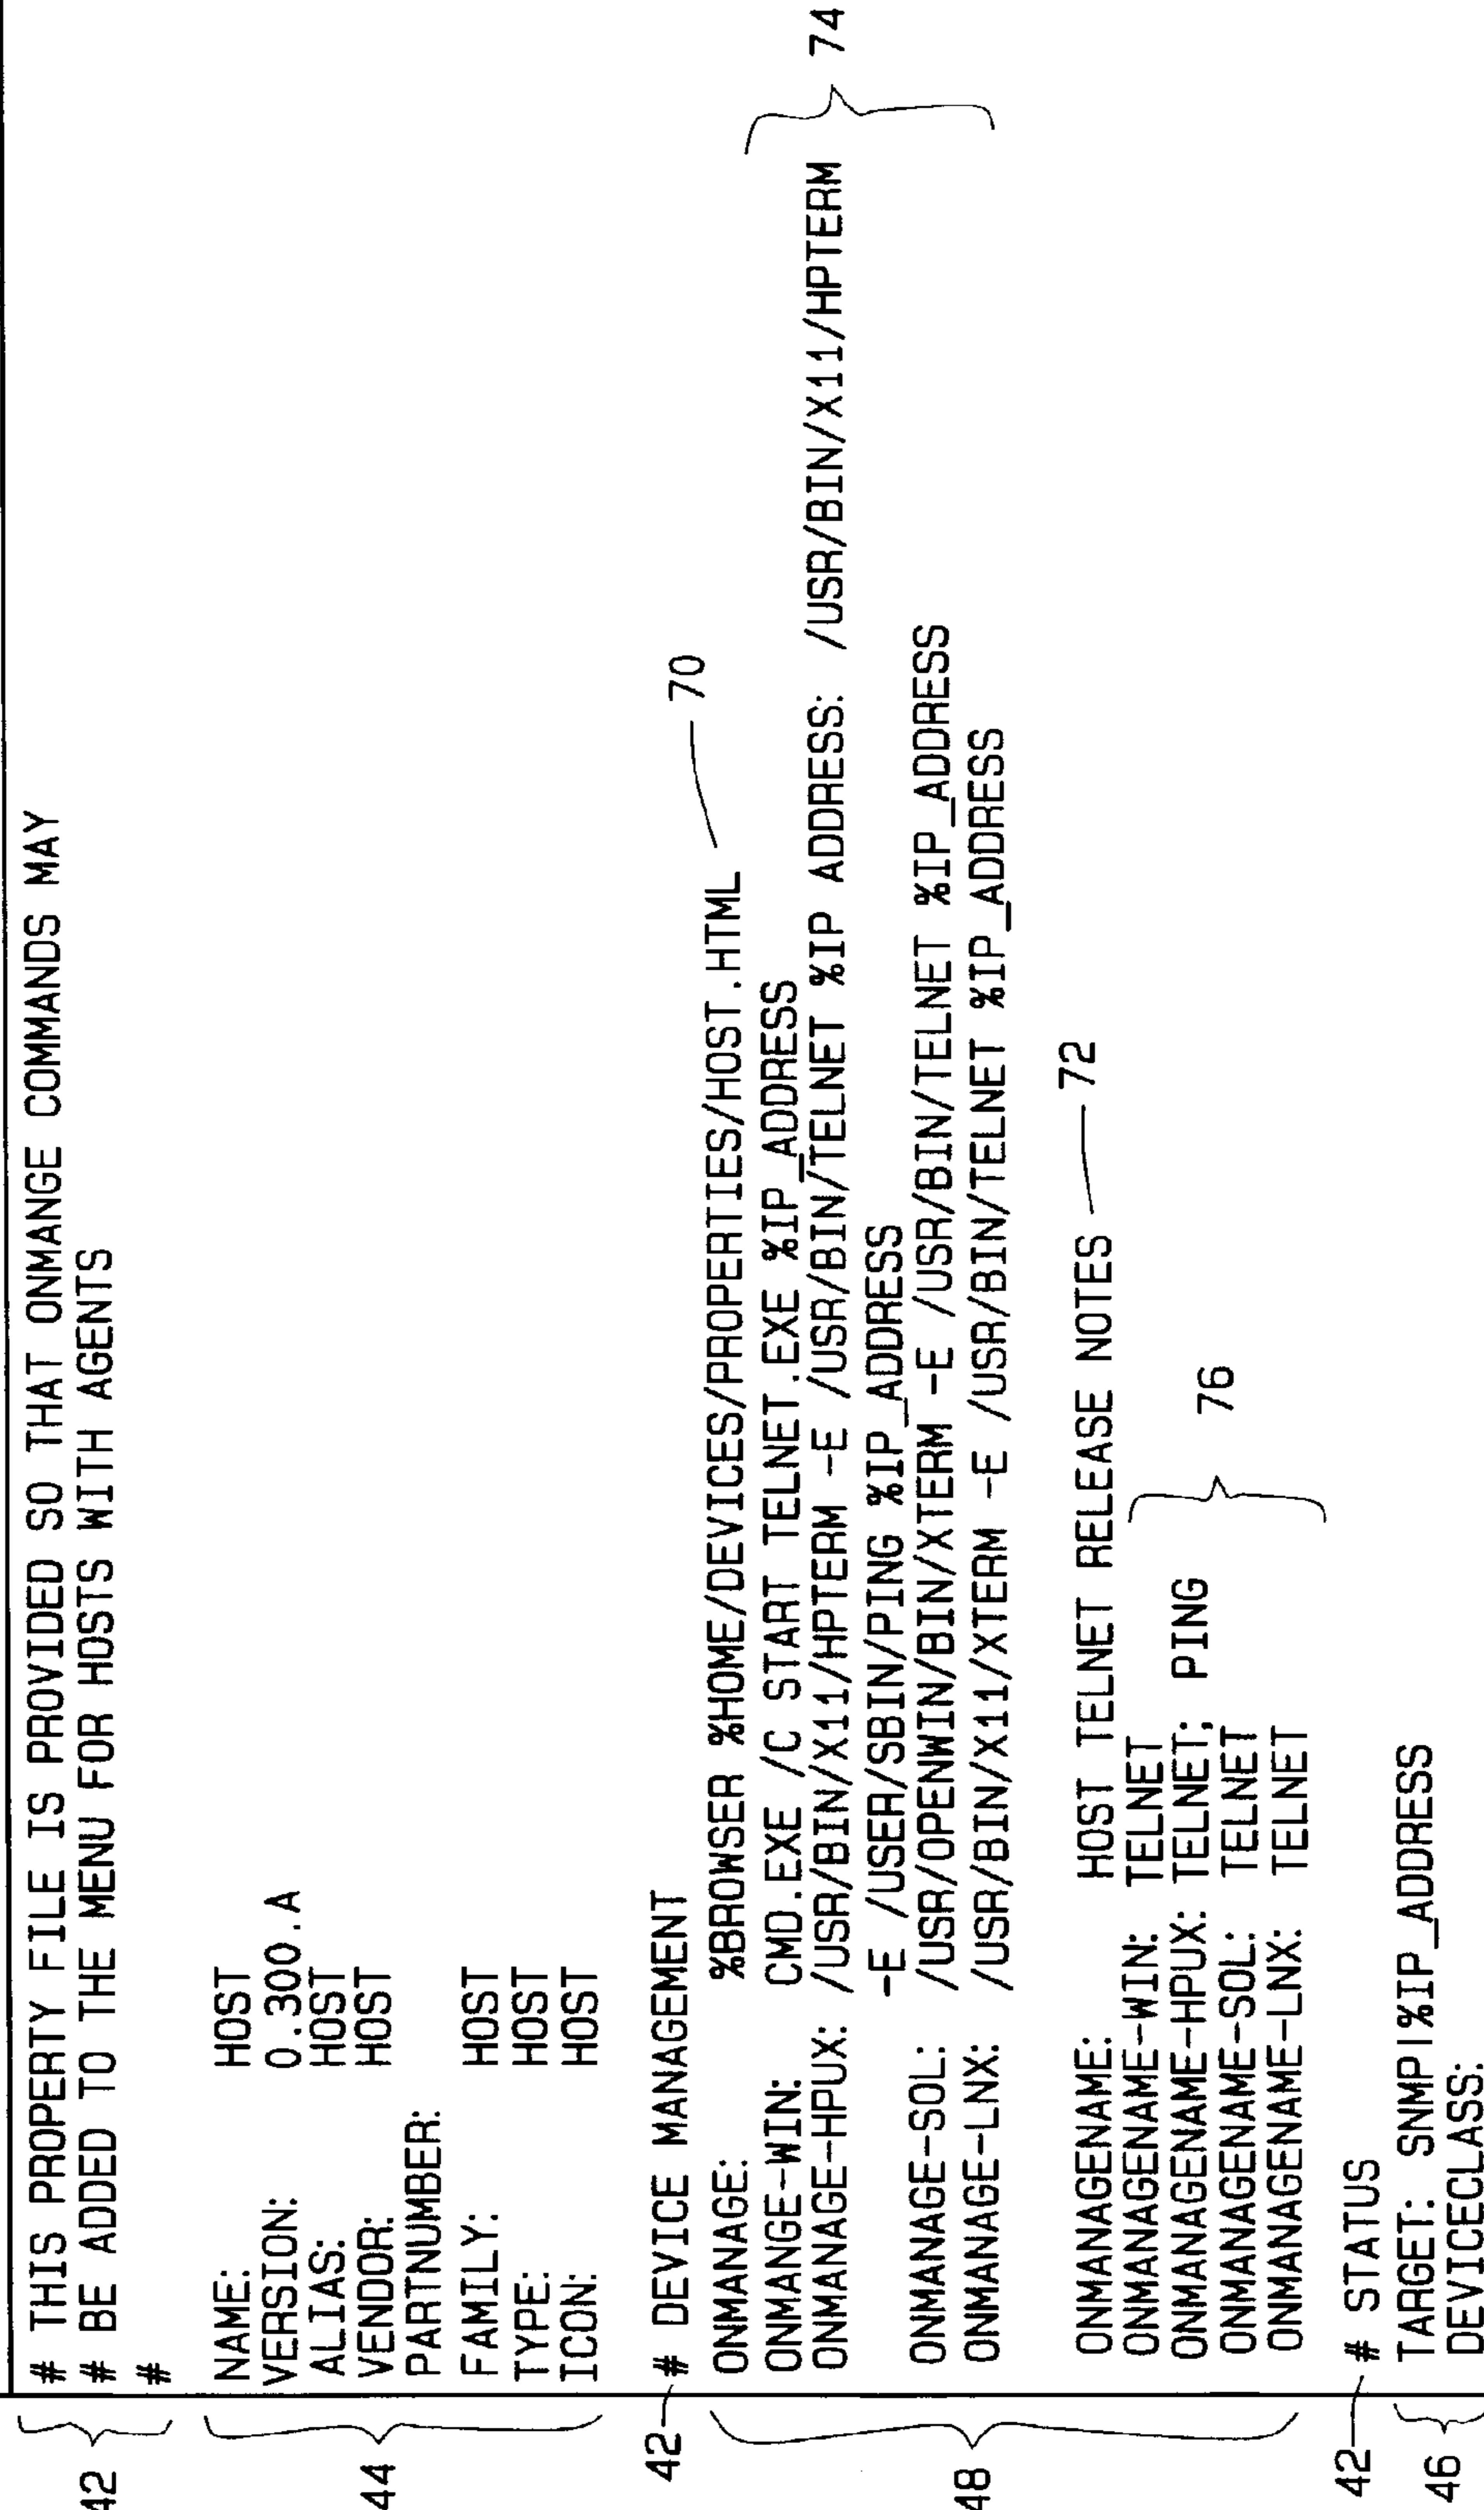 # THIS PROPERTY FILE IS PROVIDED SO THAT ONMANGE COMMANDS MAY
# BE ADDED TO THE MENU FOR HOSTS WITH AGENTS
#
42
NAME: HOST
VERSION: 0.300.A
ALIAS: HOST
VENDOR: HOST
PARTNUMBER:
FAMILY: HOST
TYPE: HOST
ICON: HOST
44
42 # DEVICE MANAGEMENT
ONMANAGE: %BROWSER %HOME/DEVICES/PROPERTIES/HOST.HTML 70
ONMANGE-WIN: CMD.EXE /C START TELNET.EXE %IP_ADDRESS
ONMANAGE-HPUX: /USR/BIN/X11/HPTERM -E /USR/BIN/TELNET %IP ADDRESS: /USR/BIN/X11/HPTERM 74
-E /USER/SBIN/PING %IP_ADDRESS
ONMANAGE-SOL: /USR/OPENWIN/BIN/XTERM -E /USR/BIN/TELNET %IP_ADDRESS
ONMANAGE-LNX: /USR/BIN/X11/XTERM -E /USR/BIN/TELNET %IP_ADDRESS
48
ONMANAGENAME: HOST TELNET RELEASE NOTES 72
ONMANAGENAME-WIN: TELNET
ONMANAGENAME-HPUX: TELNET; PING 76
ONMANAGENAME-SOL: TELNET
ONMANAGENAME-LNX: TELNET
42 # STATUS
TARGET: SNMP|%IP_ADDRESS
46 DEVICECLASS: